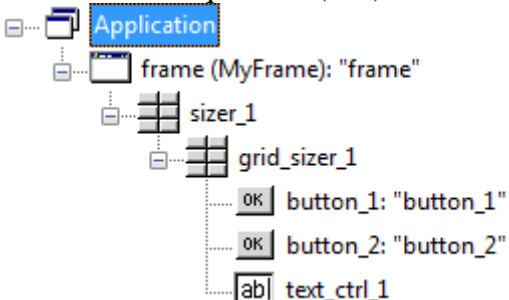 Application
frame (MyFrame): "frame"
sizer_1
grid_sizer_1
OK button_1: "button_1"
OK button_2: "button_2"
ab| text_ctrl_1